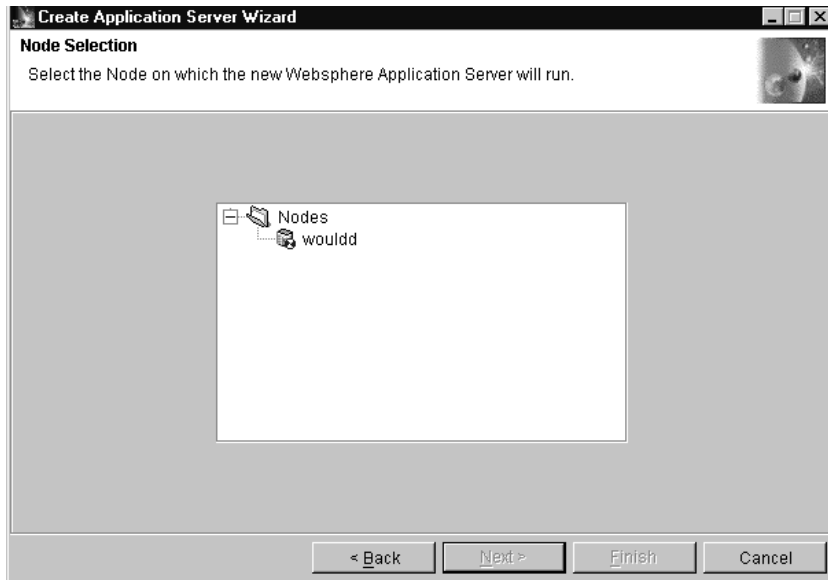 Create Application Server Wizard
Node Selection
Select the Node on which the new Websphere Application Server will run.
Nodes
wouldd
< Back Next > Finish Cancel